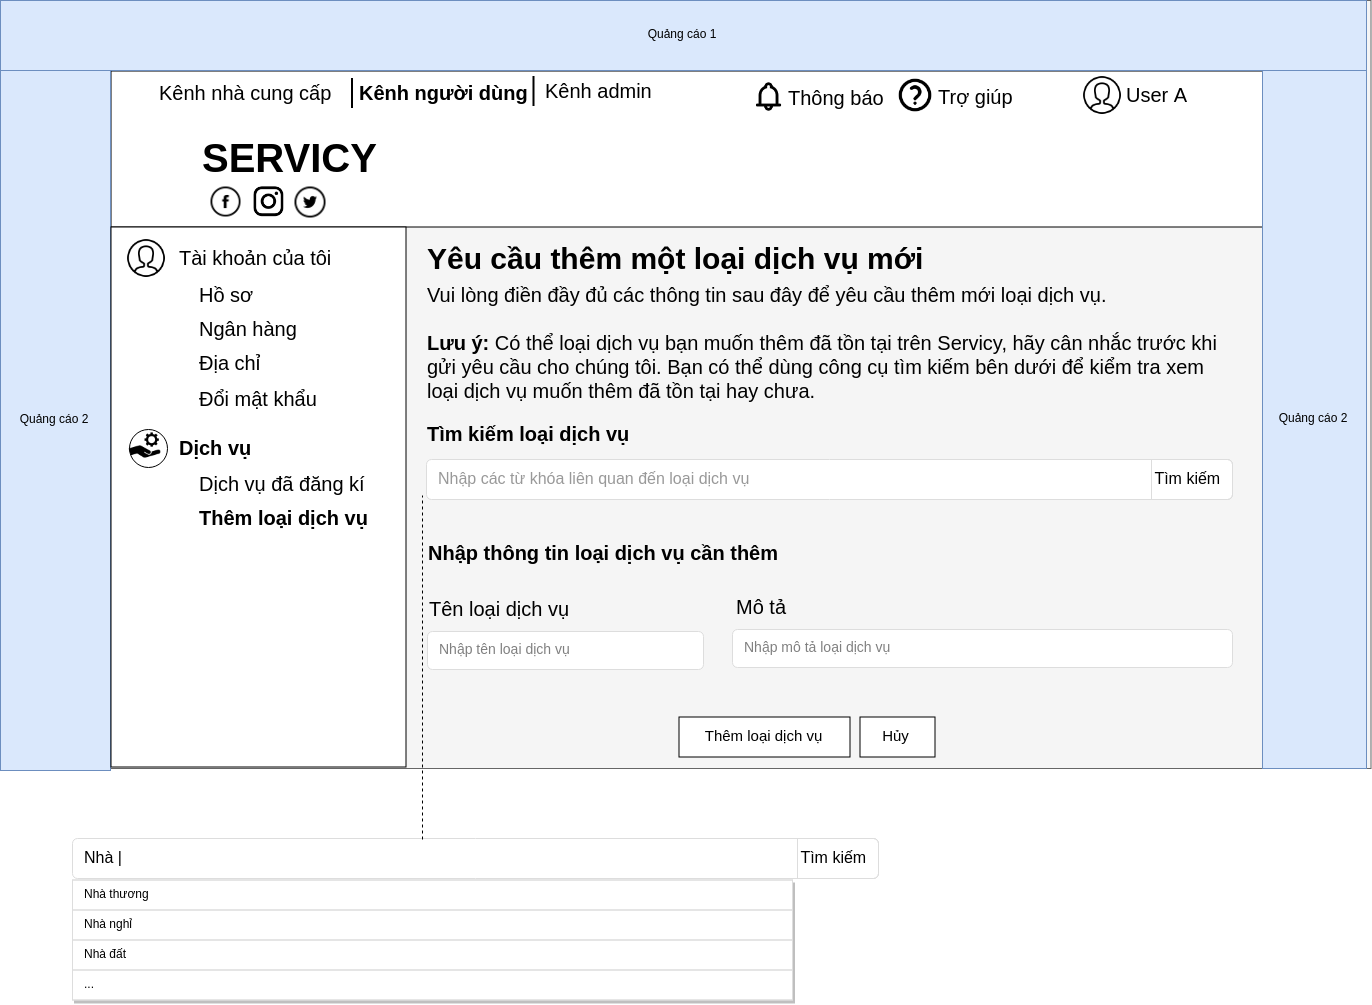 Quảng cáo 1
Kênh nhà cung cấp
Kênh người dùng
Kênh admin
Thông báo
Trợ giúp
User A
SERVICY
Tài khoản của tôi
Hồ sơ
Ngân hàng
Địa chỉ
Đổi mật khẩu
Dịch vụ
Dịch vụ đã đăng kí
Thêm loại dịch vụ
Quảng cáo 2
Yêu cầu thêm một loại dịch vụ mới
Vui lòng điền đầy đủ các thông tin sau đây để yêu cầu thêm mới loại dịch vụ.
Lưu ý: Có thể loại dịch vụ bạn muốn thêm đã tồn tại trên Servicy, hãy cân nhắc trước khi
gửi yêu cầu cho chúng tôi. Bạn có thể dùng công cụ tìm kiếm bên dưới để kiểm tra xem
loại dịch vụ muốn thêm đã tồn tại hay chưa.
Tìm kiếm loại dịch vụ
Nhập các từ khóa liên quan đến loại dịch vụ
Tìm kiếm
Nhập thông tin loại dịch vụ cần thêm
Tên loại dịch vụ
Mô tả
Nhập tên loại dịch vụ
Nhập mô tả loại dịch vụ
Thêm loại dịch vụ
Hủy
Quảng cáo 2
Nhà |
Tìm kiếm
Nhà thương
Nhà nghỉ
Nhà đất
...